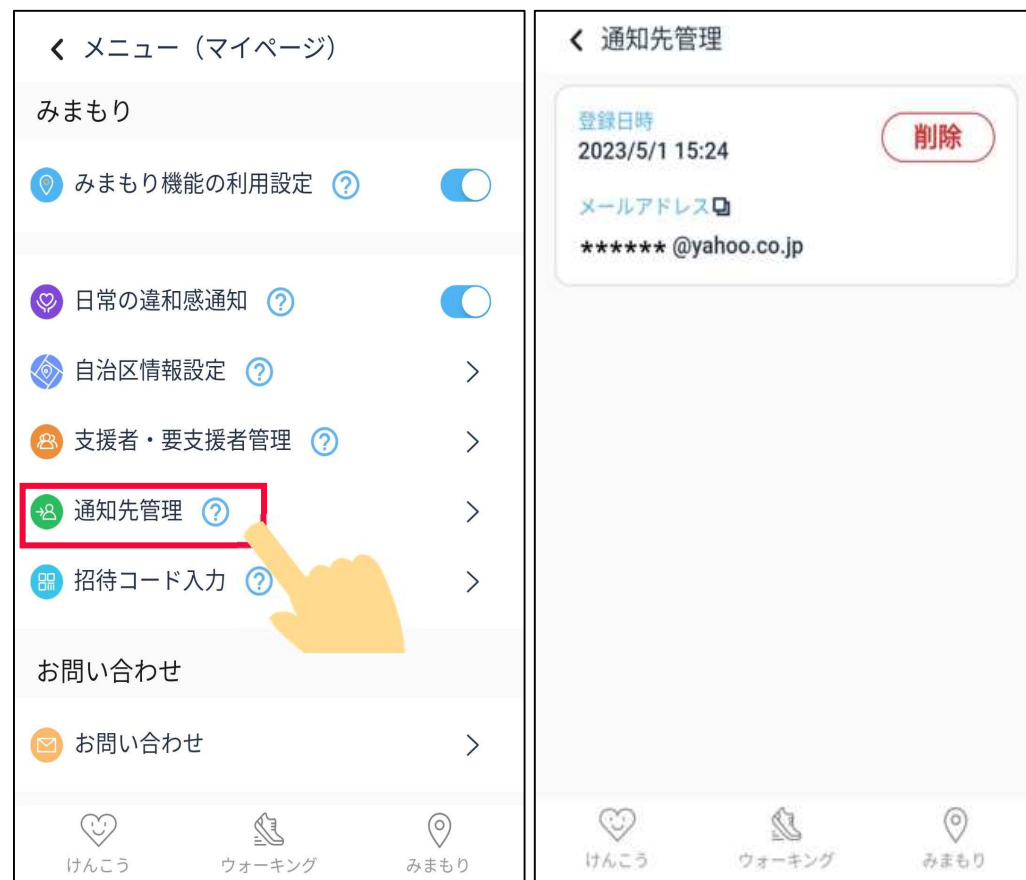 メニュー（マイページ）
みまもり
みまもり機能の利用設定 ?
日常の違和感通知 ?
自治区情報設定 ?
支援者・要支援者管理 ?
通知先管理 ?
招待コード入力 ?
お問い合わせ
お問い合わせ
けんこう ウォーキング みまもり
通知先管理
登録日時
2023/5/1 15:24
削除
メールアドレス
****** @yahoo.co.jp
けんこう ウォーキング みまもり